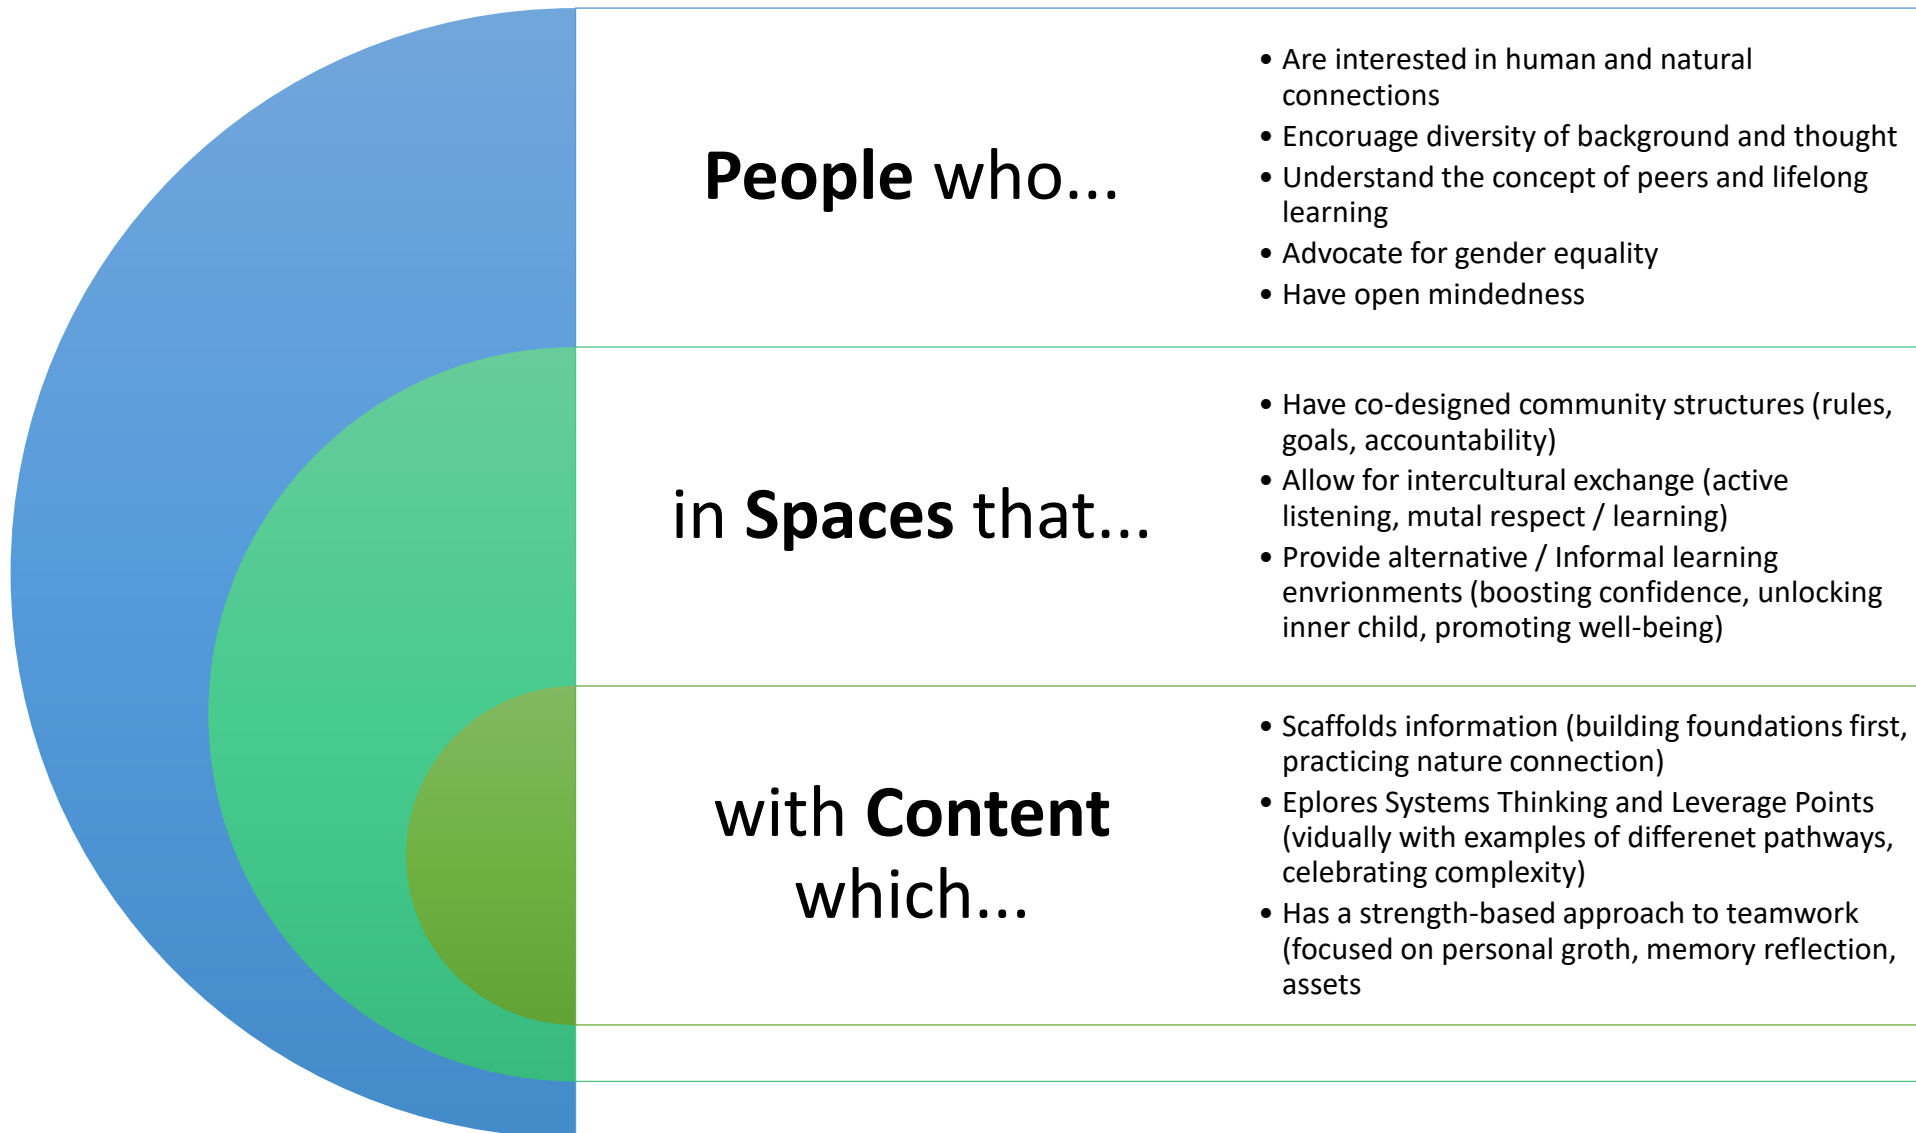 People who...
• Are interested in human and natural
connections
• Encoruage diversity of background and thought
• Understand the concept of peers and lifelong
learning
• Advocate for gender equality
• Have open mindedness
in Spaces that...
• Have co-designed community structures (rules,
goals, accountability)
• Allow for intercultural exchange (active
listening, mutal respect / learning)
• Provide alternative / Informal learning
envrionments (boosting confidence, unlocking
inner child, promoting well-being)
with Content
which...
• Scaffolds information (building foundations first,
practicing nature connection)
• Eplores Systems Thinking and Leverage Points
(vidually with examples of differenet pathways,
celebrating complexity)
• Has a strength-based approach to teamwork
(focused on personal groth, memory reflection,
assets